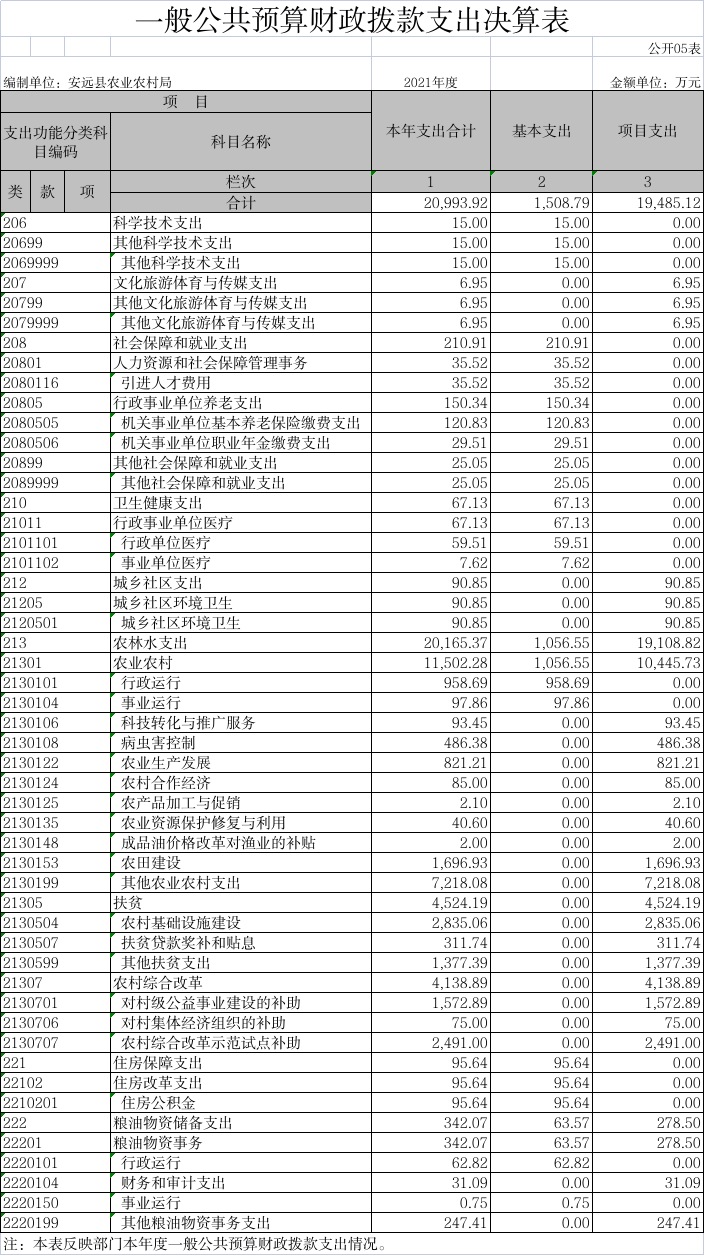 一般公共预算财政拨款支出决算表
公开05表
编制单位：安远县农业农村局 2021年度 金额单位：万元
项 目
支出功能分类科目编码 科目名称 本年支出合计 基本支出 项目支出
类 款 项 栏次 1 2 3
合计 20,993.92 1,508.79 19,485.12
206 科学技术支出 15.00 15.00 0.00
20699 其他科学技术支出 15.00 15.00 0.00
2069999 其他科学技术支出 15.00 15.00 0.00
207 文化旅游体育与传媒支出 6.95 0.00 6.95
20799 其他文化旅游体育与传媒支出 6.95 0.00 6.95
2079999 其他文化旅游体育与传媒支出 6.95 0.00 6.95
208 社会保障和就业支出 210.91 210.91 0.00
20801 人力资源和社会保障管理事务 35.52 35.52 0.00
2080116 引进人才费用 35.52 35.52 0.00
20805 行政事业单位养老支出 150.34 150.34 0.00
2080505 机关事业单位基本养老保险缴费支出 120.83 120.83 0.00
2080506 机关事业单位职业年金缴费支出 29.51 29.51 0.00
20899 其他社会保障和就业支出 25.05 25.05 0.00
2089999 其他社会保障和就业支出 25.05 25.05 0.00
210 卫生健康支出 67.13 67.13 0.00
21011 行政事业单位医疗 67.13 67.13 0.00
2101101 行政单位医疗 59.51 59.51 0.00
2101102 事业单位医疗 7.62 7.62 0.00
212 城乡社区支出 90.85 0.00 90.85
21205 城乡社区环境卫生 90.85 0.00 90.85
2120501 城乡社区环境卫生 90.85 0.00 90.85
213 农林水支出 20,165.37 1,056.55 19,108.82
21301 农业农村 11,502.28 1,056.55 10,445.73
2130101 行政运行 958.69 958.69 0.00
2130104 事业运行 97.86 97.86 0.00
2130106 科技转化与推广服务 93.45 0.00 93.45
2130108 病虫害控制 486.38 0.00 486.38
2130122 农业生产发展 821.21 0.00 821.21
2130124 农村合作经济 85.00 0.00 85.00
2130125 农产品加工与促销 2.10 0.00 2.10
2130135 农业资源保护修复与利用 40.60 0.00 40.60
2130148 成品油价格改革对渔业的补贴 2.00 0.00 2.00
2130153 农田建设 1,696.93 0.00 1,696.93
2130199 其他农业农村支出 7,218.08 0.00 7,218.08
21305 扶贫 4,524.19 0.00 4,524.19
2130504 农村基础设施建设 2,835.06 0.00 2,835.06
2130507 扶贫贷款奖补和贴息 311.74 0.00 311.74
2130599 其他扶贫支出 1,377.39 0.00 1,377.39
21307 农村综合改革 4,138.89 0.00 4,138.89
2130701 对村级公益事业建设的补助 1,572.89 0.00 1,572.89
2130706 对村集体经济组织的补助 75.00 0.00 75.00
2130707 农村综合改革示范试点补助 2,491.00 0.00 2,491.00
221 住房保障支出 95.64 95.64 0.00
22102 住房改革支出 95.64 95.64 0.00
2210201 住房公积金 95.64 95.64 0.00
222 粮油物资储备支出 342.07 63.57 278.50
22201 粮油物资事务 342.07 63.57 278.50
2220101 行政运行 62.82 62.82 0.00
2220104 财务和审计支出 31.09 0.00 31.09
2220150 事业运行 0.75 0.75 0.00
2220199 其他粮油物资事务支出 247.41 0.00 247.41
注：本表反映部门本年度一般公共预算财政拨款支出情况。